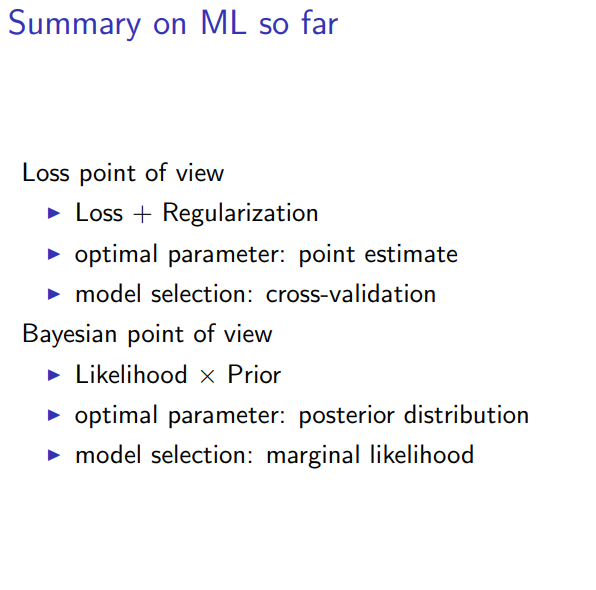 Summary on ML so far
Loss point of view
▶ Loss + Regularization
▶ optimal parameter: point estimate
▶ model selection: cross-validation
Bayesian point of view
▶ Likelihood × Prior
▶ optimal parameter: posterior distribution
▶ model selection: marginal likelihood